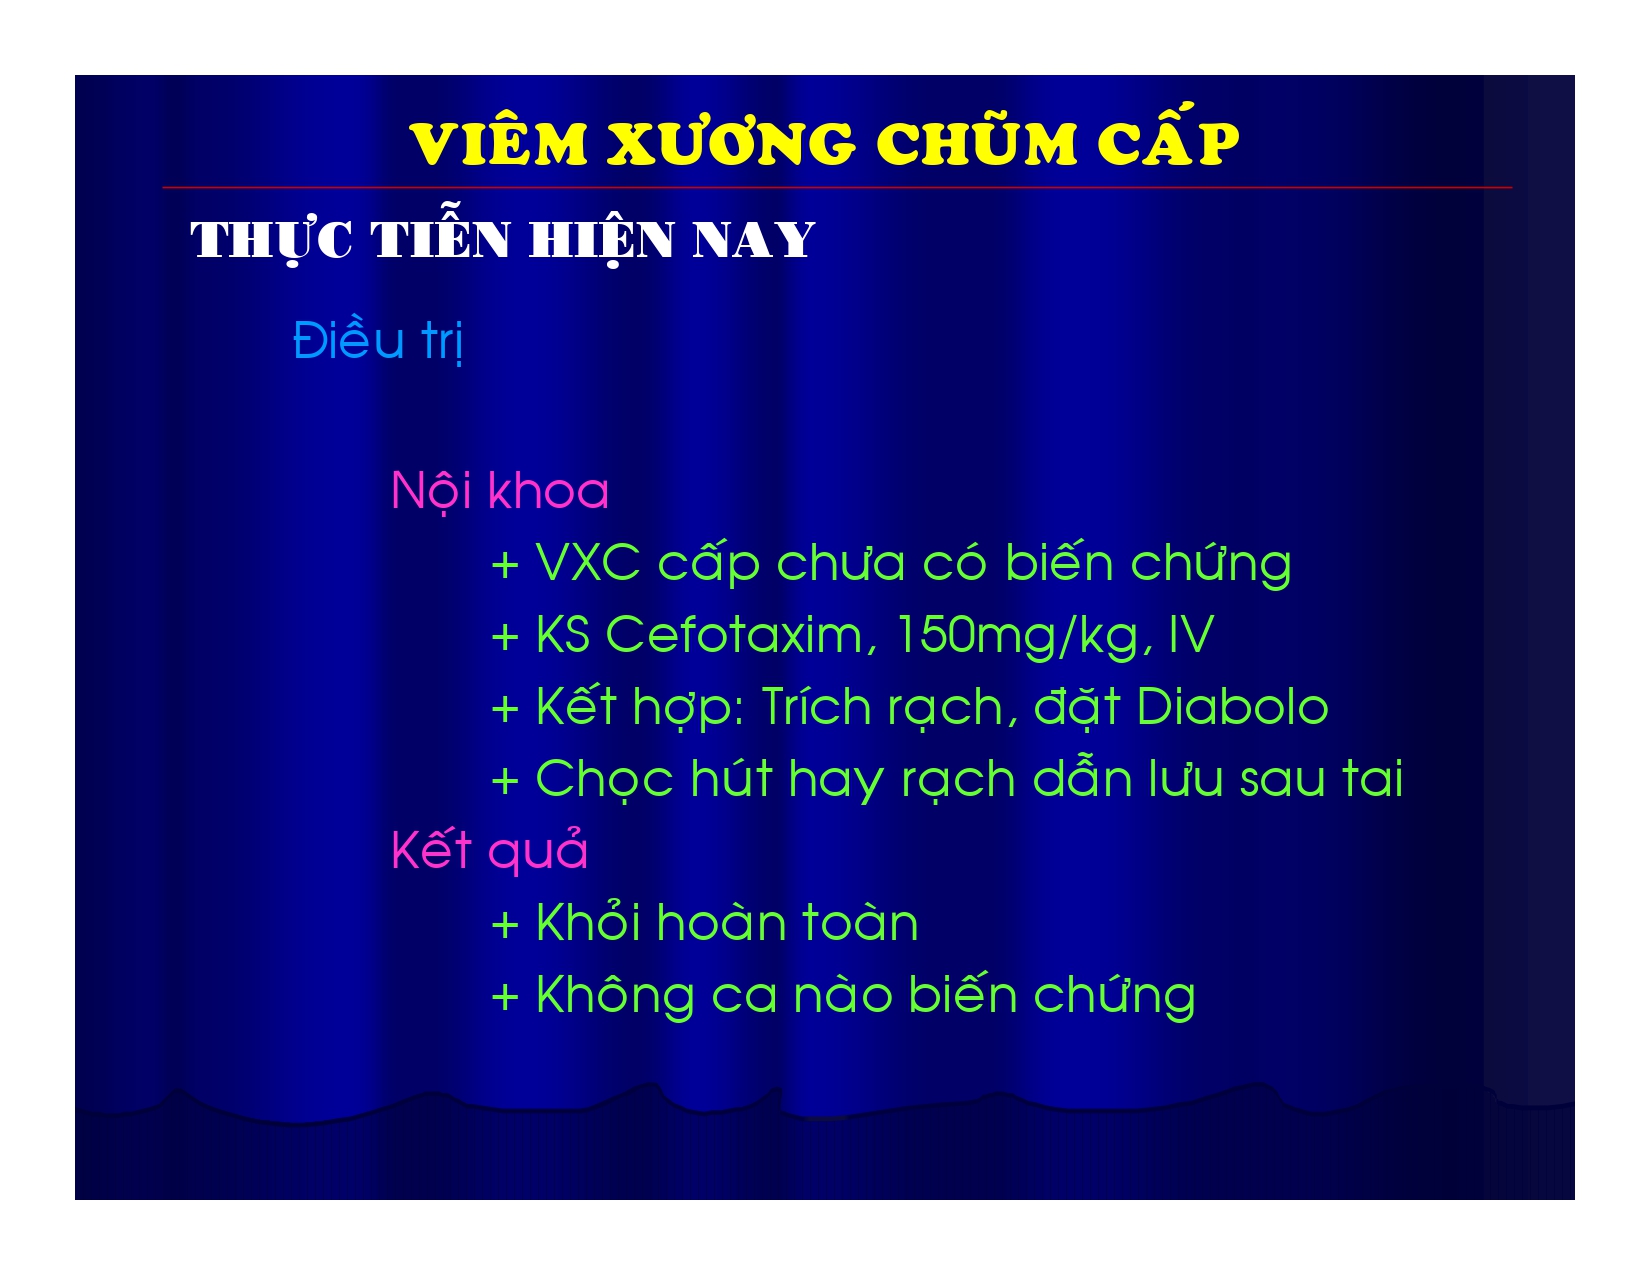 VIÊM XƯƠNG CHŨM CẤP
THỰC TIỄN HIỆN NAY
Điều trị
Nội khoa
+ VXC cấp chưa có biến chứng
+ KS Cefotaxim, 150mg/kg, IV
+ Kết hợp: Trích rạch, đặt Diabolo
+ Chọc hút hay rạch dẫn lưu sau tai
Kết quả
+ Khỏi hoàn toàn
+ Không ca nào biến chứng